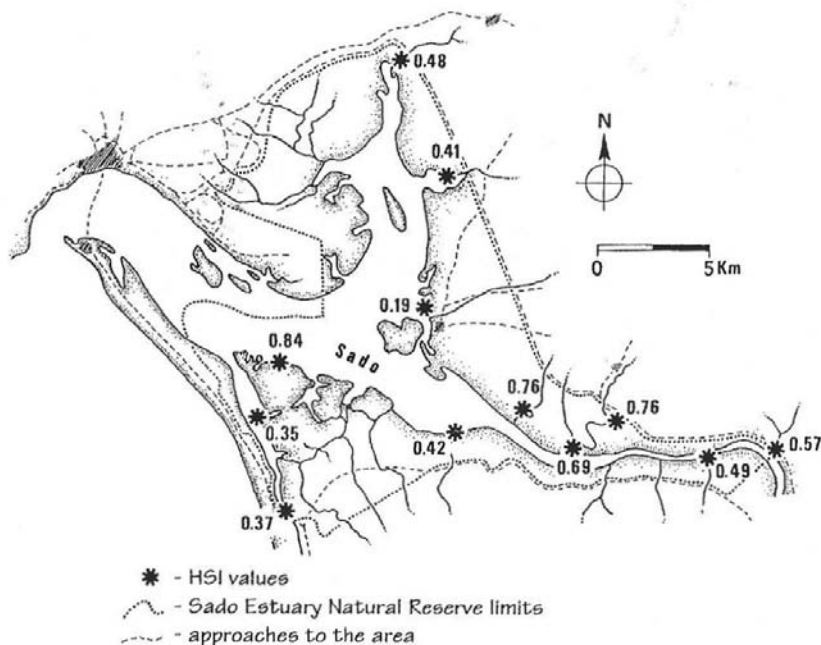 0.48
0.41
N
0 5 Km
0.19
0.84
Sado
0.76
0.76
0.35
0.42
0.57
0.69
0.49
0.37
- HSI values
- Sado Estuary Natural Reserve limits
- approaches to the area